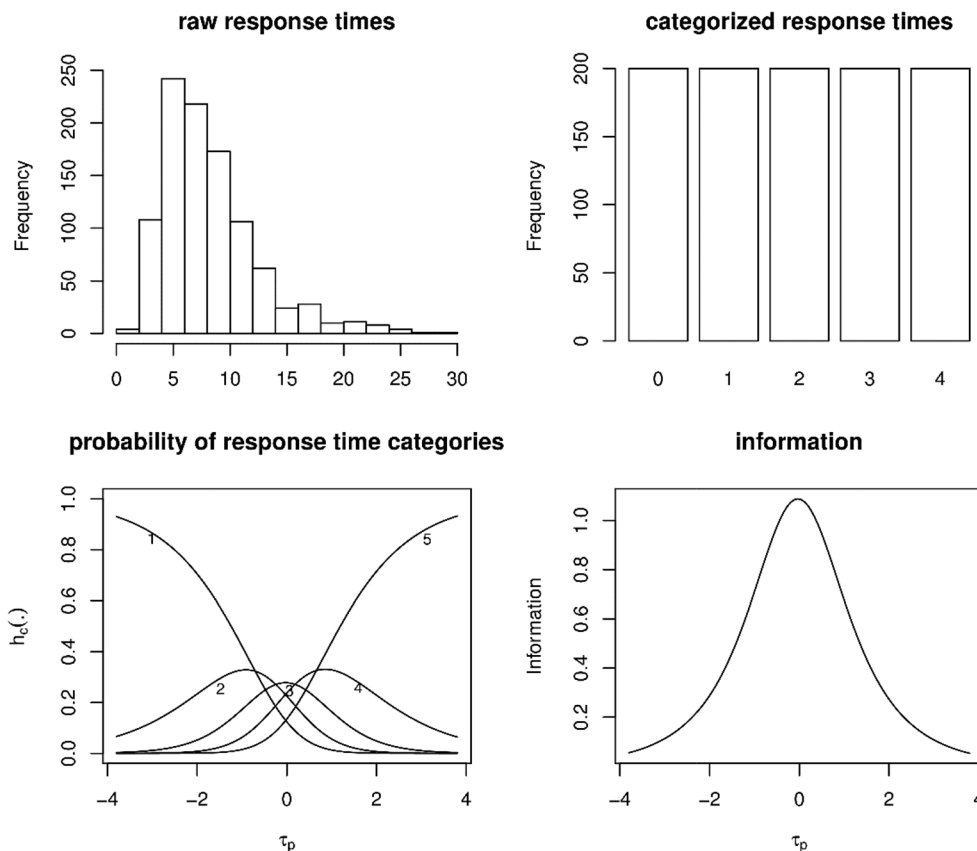 raw response times
Frequency
250
200
150
100
50
0
0 5 10 15 20 25 30
categorized response times
Frequency
200
150
100
50
0
0 1 2 3 4
probability of response time categories
h_c(.)
1.0
0.8
0.6
0.4
0.2
0.0
1
2
3
4
5
−4 −2 0 2 4
τ_p
information
Information
1.0
0.8
0.6
0.4
0.2
−4 −2 0 2 4
τ_p